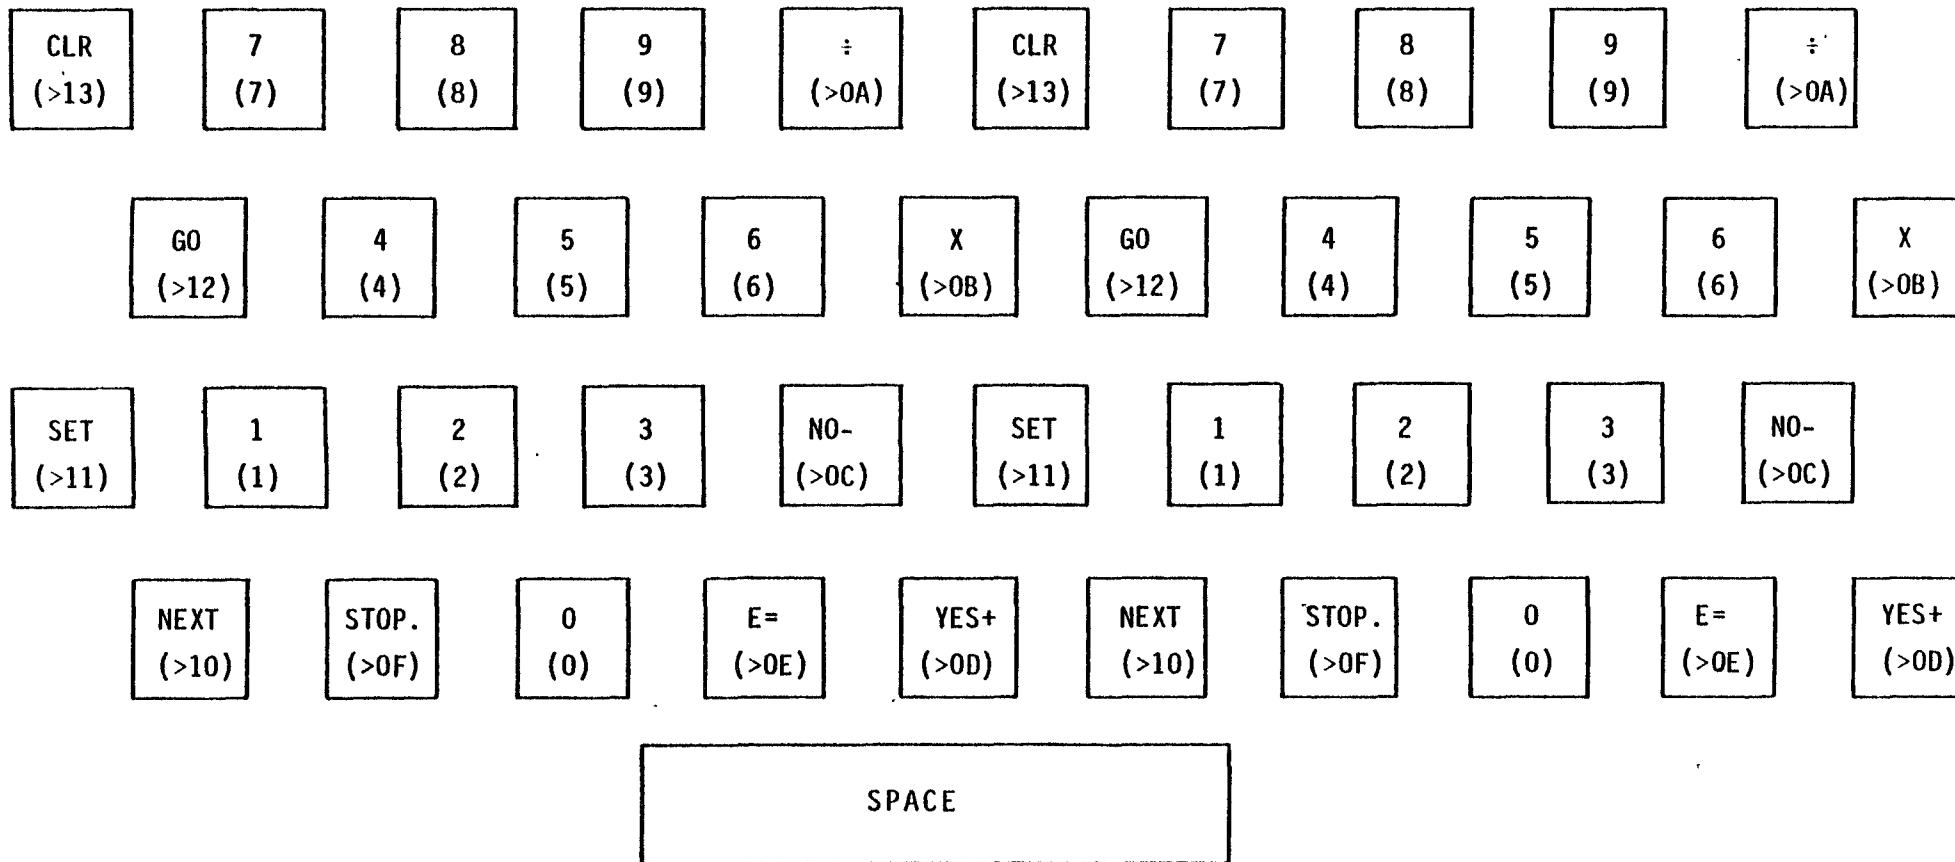 CLR 7 8 9 ÷ CLR 7 8 9 ÷
(>13) (7) (8) (9) (>0A) (>13) (7) (8) (9) (>0A)
GO 4 5 6 X GO 4 5 6 X
(>12) (4) (5) (6) (>0B) (>12) (4) (5) (6) (>0B)
SET 1 2 3 NO- SET 1 2 3 NO-
(>11) (1) (2) (3) (>0C) (>11) (1) (2) (3) (>0C)
NEXT STOP. 0 E= YES+ NEXT STOP. 0 E= YES+
(>10) (>0F) (0) (>0E) (>0D) (>10) (>0F) (0) (>0E) (>0D)
SPACE